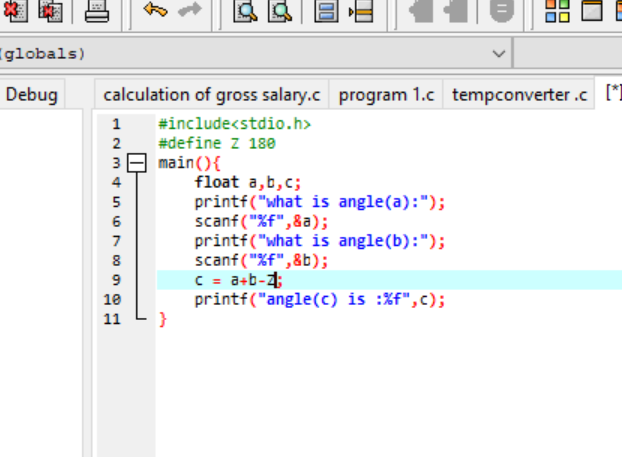 (globals)
Debug
calculation of gross salary.c program 1.c tempconverter .c [*]
1 #include<stdio.h>
2 #define Z 180
3 main(){
4 float a,b,c;
5 printf("what is angle(a):");
6 scanf("%f",&a);
7 printf("what is angle(b):");
8 scanf("%f",&b);
9 c = a+b-Z;
10 printf("angle(c) is :%f",c);
11 }